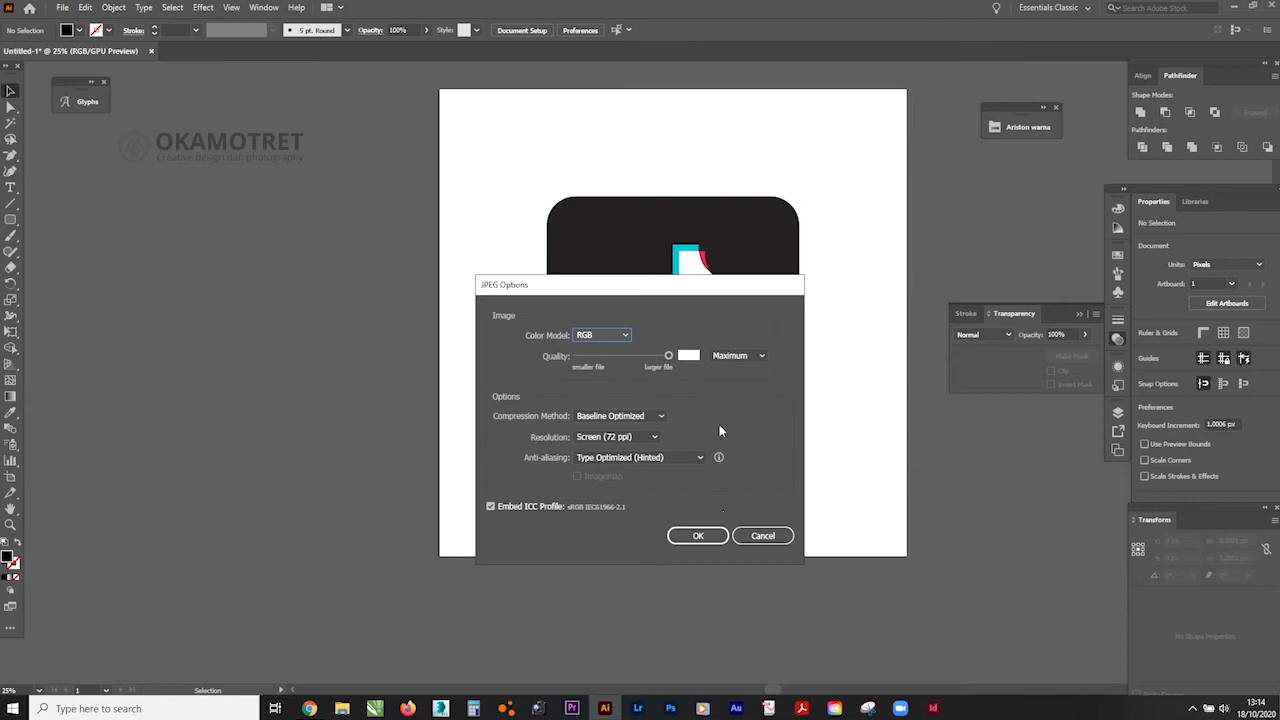 File Edit Object Type Select Effect View Window Help
Essentials Classic
Search Adobe Stock
No Selection
Stroke:
5 pt. Round
Opacity: 100%
Style:
Document Setup
Preferences
Untitled-1* @ 25% (RGB/GPU Preview)
Glyphs
OKAMOTRET
Creative design dan photography
Ariston warna
Align Pathfinder
Shape Modes:
Expand
Pathfinders:
Properties Libraries
No Selection
Document
Units: Pixels
Artboard: 1
Edit Artboards
Ruler & Grids
Guides
Snap Options
Preferences
Keyboard Increment: 1,0006 px
Use Preview Bounds
Scale Corners
Scale Strokes & Effects
Stroke Transparency
Normal
Opacity: 100%
Make Mask
Clip
Invert Mask
Transform
No Shape Properties
JPEG Options
Image
Color Model: RGB
Quality:
Maximum
smaller file larger file
Options
Compression Method: Baseline Optimized
Resolution: Screen (72 ppi)
Anti-aliasing: Type Optimized (Hinted)
Imagemap
Embed ICC Profile: sRGB IEC61966-2.1
OK Cancel
25%
1
Selection
Type here to search
13:14
18/10/2020